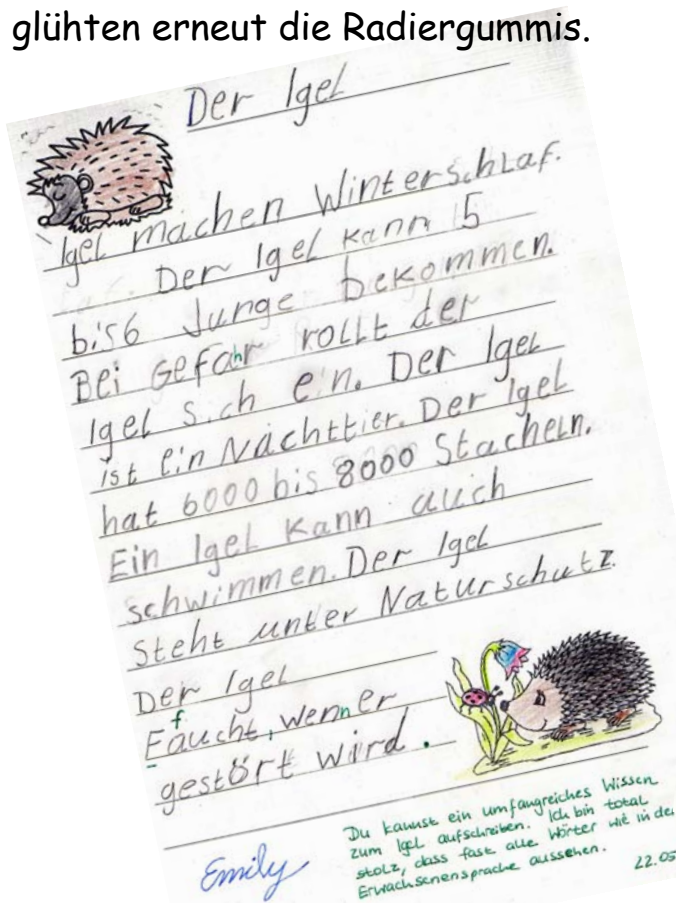 glühten erneut die Radiergummis.
Der Igel
Igel machen Winterschlaf.
Der Igel kann 5
bis 6 Junge bekommen.
Bei Gefahr rollt der
Igel sich ein. Der Igel
ist ein Nachttier. Der Igel
hat 6000 bis 8000 Stacheln.
Ein Igel kann auch
schwimmen. Der Igel
steht unter Naturschutz.
Der Igel
f
Faucht, wenn er
gestört wird.
Emily
Du kannst ein umfangreiches Wissen
zum Igel aufschreiben. Ich bin total
stolz, dass fast alle Wörter wie in der
Erwachsenensprache aussehen.
22.05